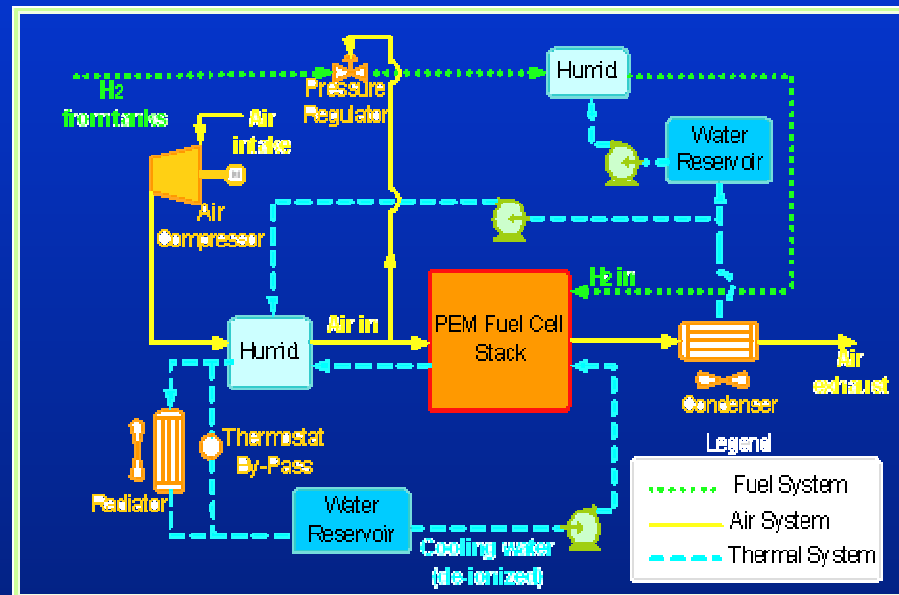 H2
from tanks
Pressure
Regulator
Humid.
Air
intake
Water
Reservoir
Air
Compressor
H2 in
Air in
PEM Fuel Cell
Stack
Humid.
Air
exhaust
Condenser
Thermostat
By-Pass
Radiator
Water
Reservoir
Cooling water
(de-ionized)
Legend
Fuel System
Air System
Thermal System